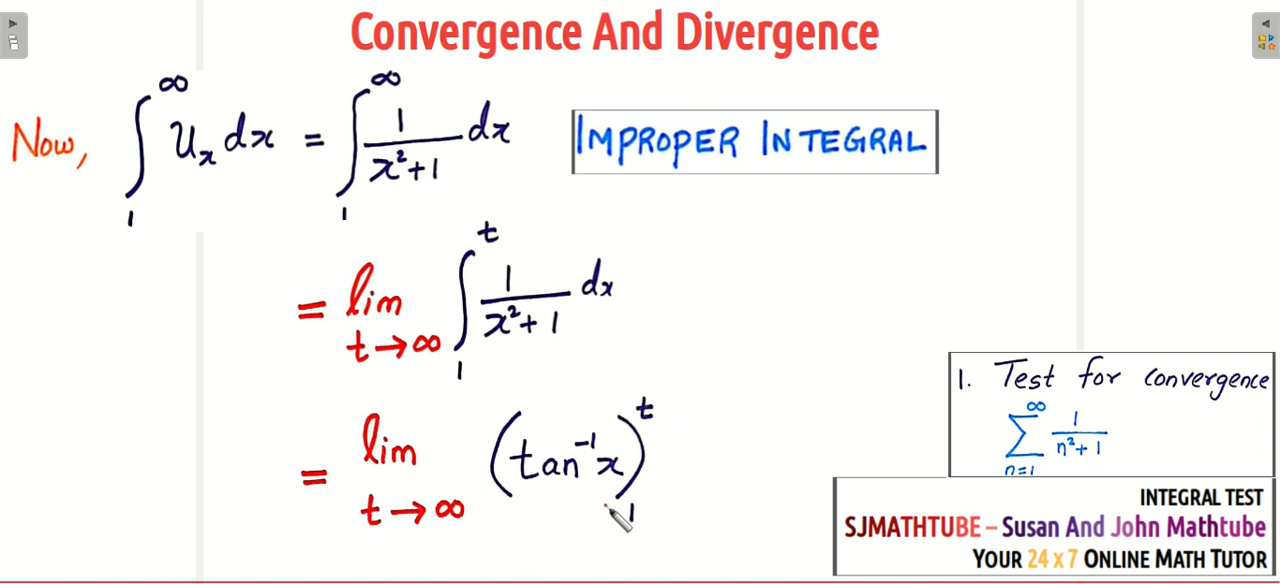 Convergence And Divergence
Now, ∫₁^∞ uₓ dx = ∫₁^∞ 1/(x²+1) dx
IMPROPER INTEGRAL
= lim t→∞ ∫₁^t 1/(x²+1) dx
= lim t→∞ (tan⁻¹x)₁^t
1. Test for convergence
∑ n=1 ^∞ 1/(n²+1)
INTEGRAL TEST
SJMATHTUBE – Susan And John Mathtube
YOUR 24 x 7 ONLINE MATH TUTOR